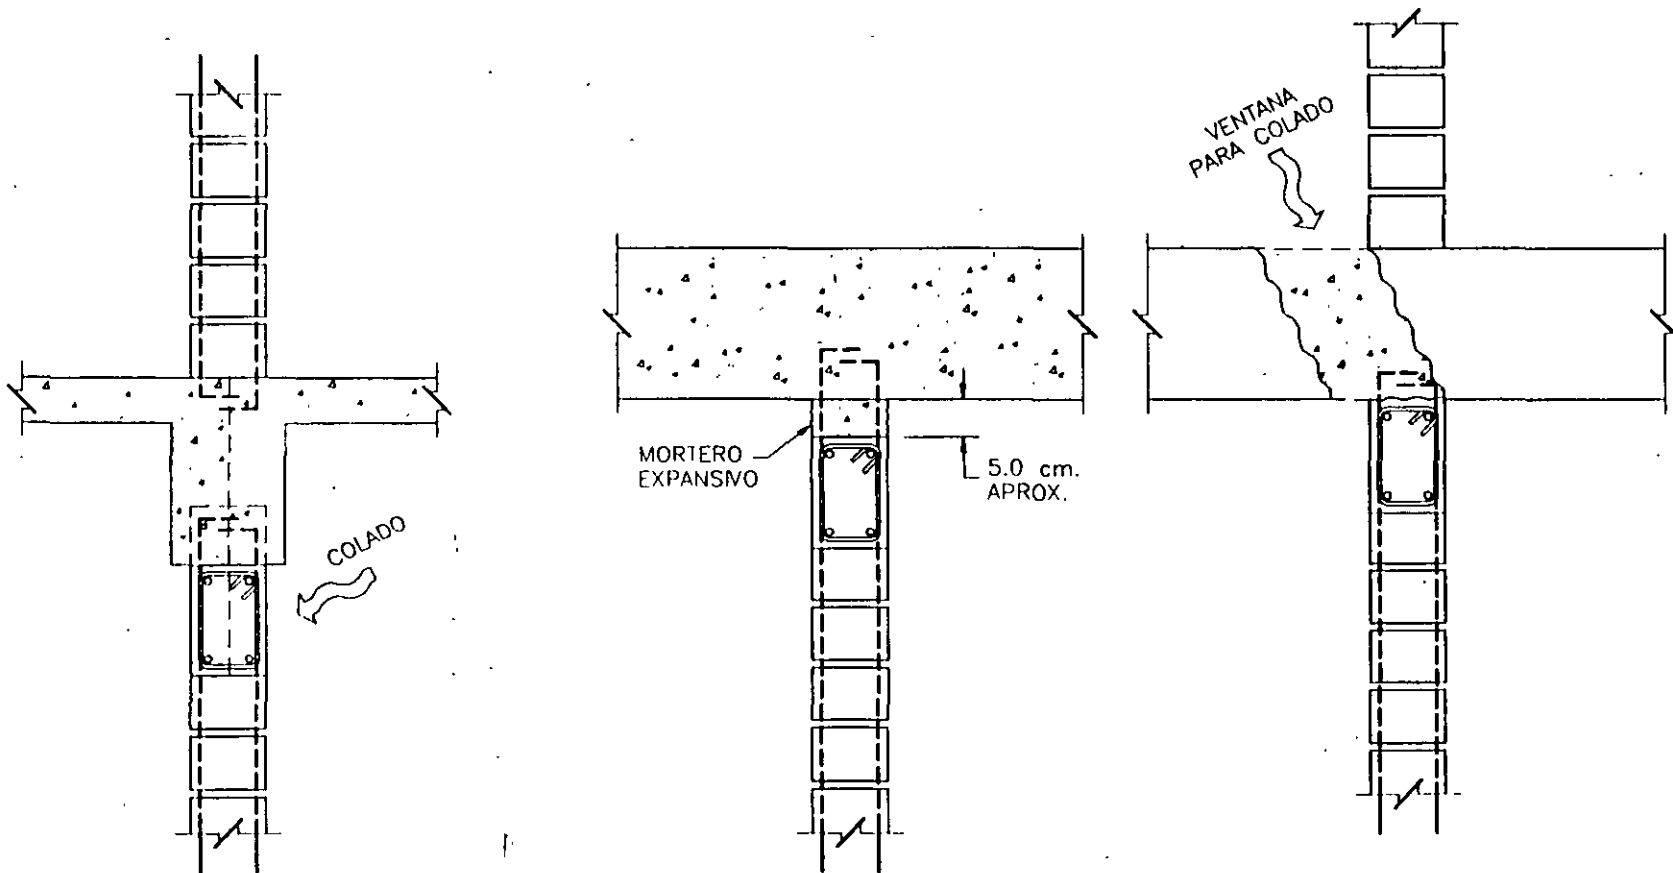 COLADO
MORTERO
EXPANSIVO
5.0 cm.
APROX.
VENTANA
PARA COLADO